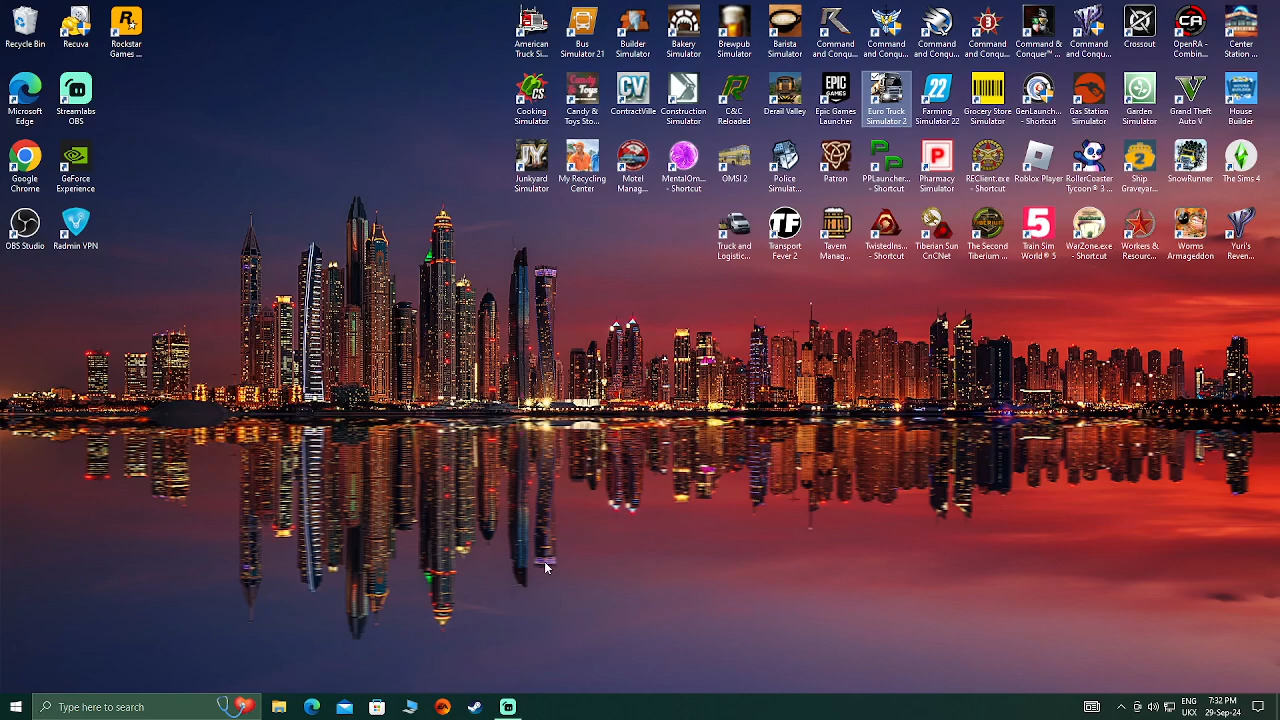 Recycle Bin
Recuva
Rockstar Games ...
American Truck Si...
Bus Simulator 21
Builder Simulator
Bakery Simulator
Brewpub Simulator
Barista Simulator
Command and Conqu...
Command and Conqu...
Command and Conqu...
Command and Conqu...
Command & Conquer™...
Command and Conqu...
Crossout
OpenRA - Combin...
Center Station ...
Microsoft Edge
Streamlabs OBS
Cooking Simulator
Candy & Toys Sto...
ContractVille
Construction Simulator
C&C Reloaded
Derail Valley
Epic Games Launcher
Euro Truck Simulator 2
Farming Simulator 22
Grocery Store Simulator
GenLaunch... - Shortcut
Gas Station Simulator
Garden Simulator
Grand Theft Auto V
House Builder
Google Chrome
GeForce Experience
Junkyard Simulator
My Recycling Center
Motel Manag...
MentalOm... - Shortcut
OMSI 2
Police Simulat...
Patron
PPLauncher... - Shortcut
Pharmacy Simulator
REClient.exe - Shortcut
Roblox Player
RollerCoaster Tycoon® 3 ...
Ship Graveyar...
SnowRunner
The Sims 4
OBS Studio
Radmin VPN
Truck and Logistic...
Transport Fever 2
Tavern Manag...
TwistedIns... - Shortcut
Tiberian Sun CnCNet
The Second Tiberium ...
Train Sim World® 5
WarZone.exe - Shortcut
Workers & Resourc...
Worms Armageddon
Yuri's Reven...
Type here to search
ENG
UKS
7:32 PM
29-Sep-24